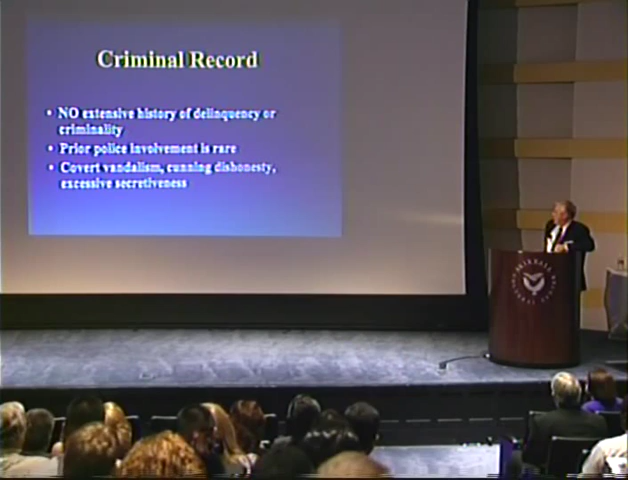 Criminal Record
• NO extensive history of delinquency or
criminality
• Prior police involvement is rare
• Covert vandalism, cunning dishonesty,
excessive secretiveness